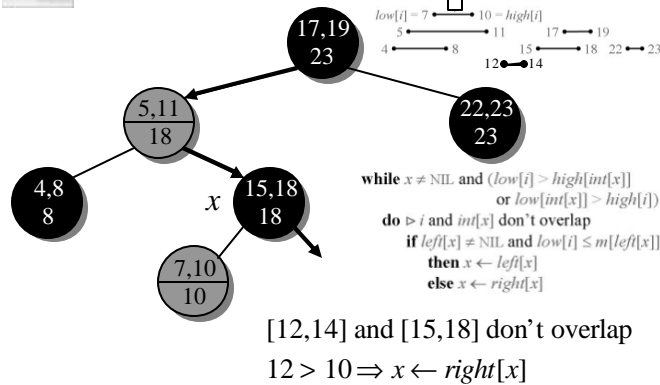 low[i] = 7 10 = high[i]
5 11 17 19
4 8 15 18 22 23
12 14
17,19
23
5,11
18
22,23
23
4,8
8
x
15,18
18
7,10
10
while x ≠ NIL and (low[i] > high[int[x]]
or low[int[x]] > high[i])
do ▷ i and int[x] don't overlap
if left[x] ≠ NIL and low[i] ≤ m[left[x]]
then x ← left[x]
else x ← right[x]
[12,14] and [15,18] don't overlap
12 > 10 ⇒ x ← right[x]